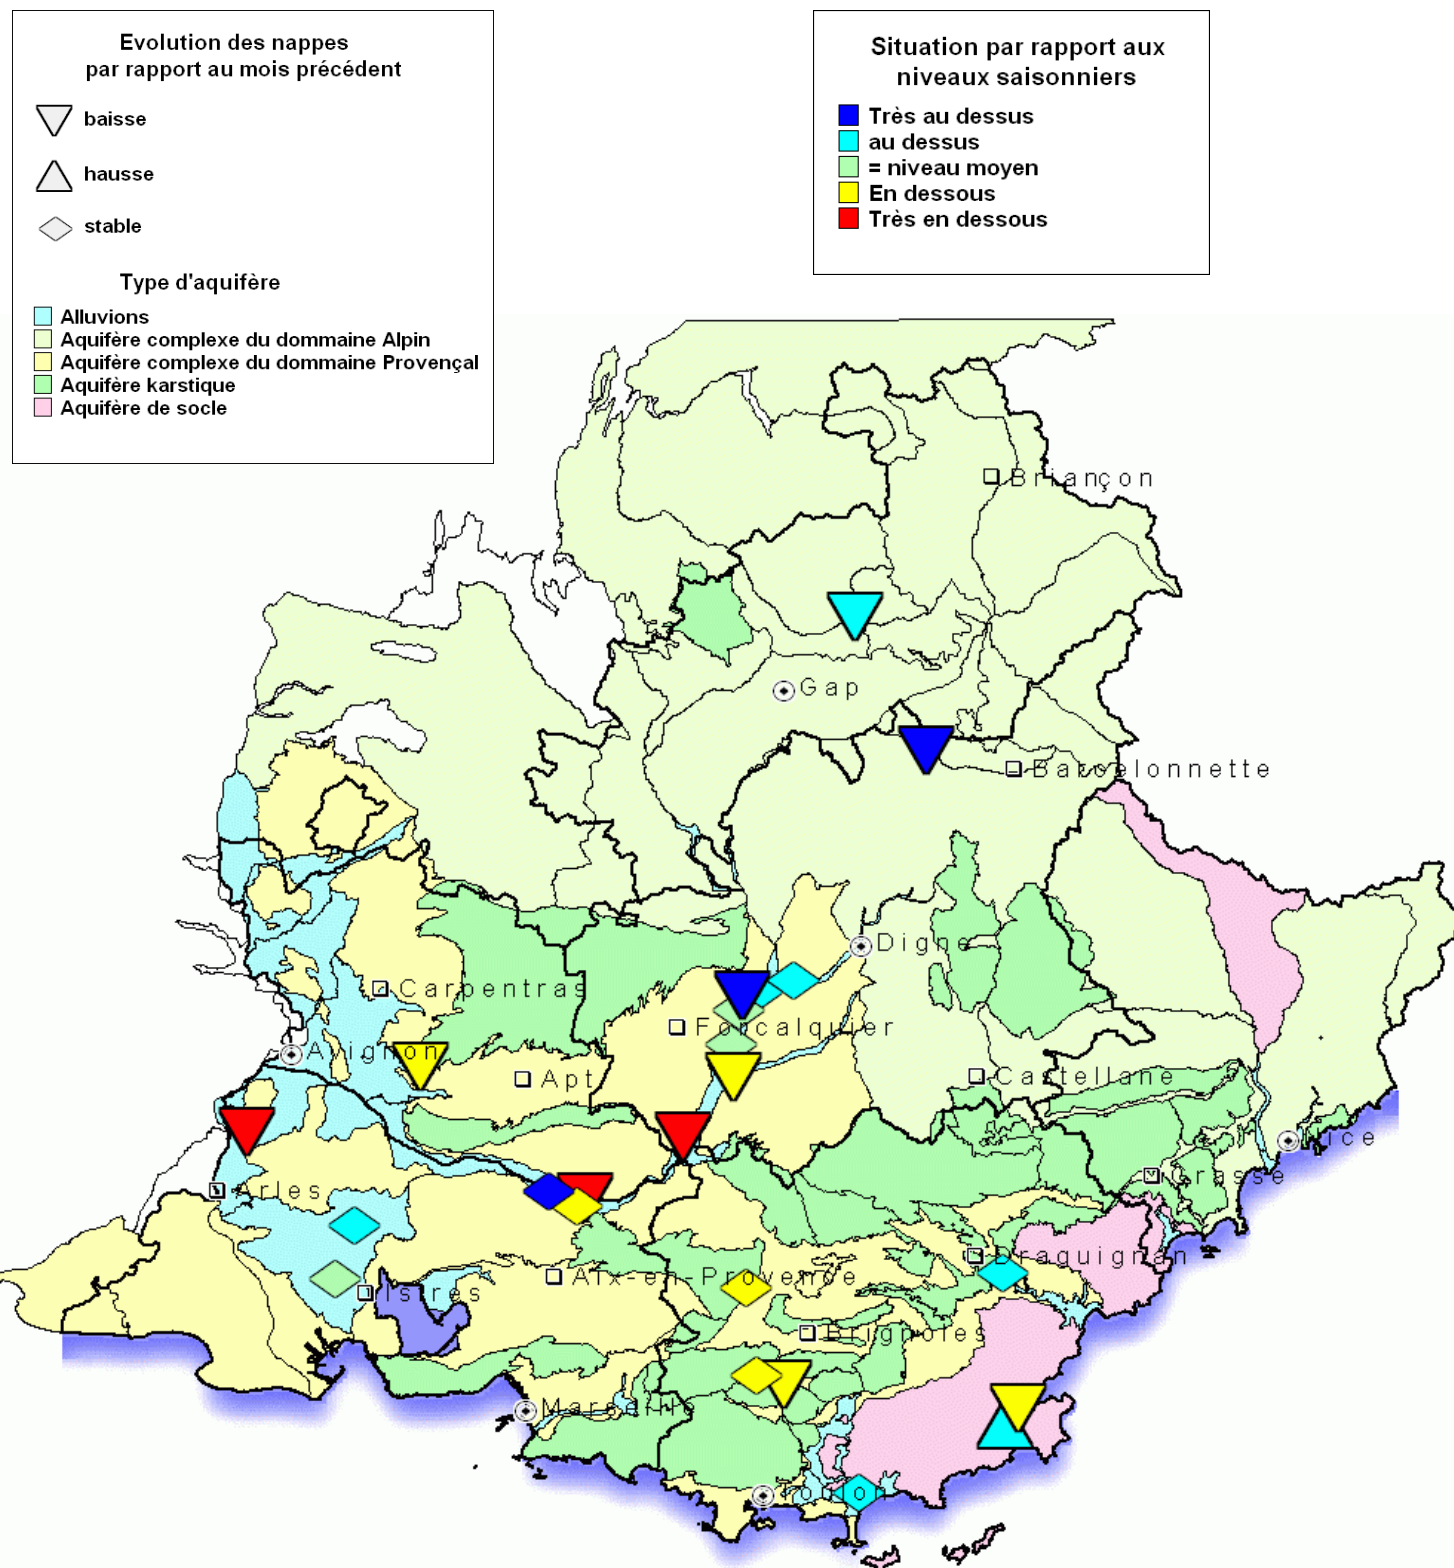 Evolution des nappes
par rapport au mois précédent
baisse
hausse
stable
Type d'aquifère
Alluvions
Aquifère complexe du dommaine Alpin
Aquifère complexe du dommaine Provençal
Aquifère karstique
Aquifère de socle
Situation par rapport aux
niveaux saisonniers
Très au dessus
au dessus
= niveau moyen
En dessous
Très en dessous
Briançon
Gap
Barcelonnette
Digne
Carpentras
Forcalquier
Avignon
Apt
Castellane
Nice
Grasse
Arles
Draguignan
Aix-en-Provence
Istres
Brignoles
Marseille
Toulon